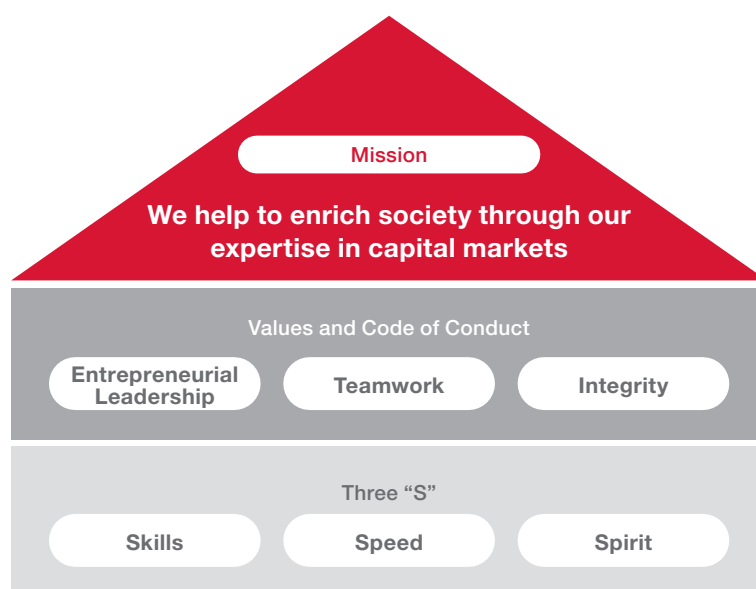 Mission
We help to enrich society through our
expertise in capital markets
Values and Code of Conduct
Entrepreneurial
Leadership
Teamwork
Integrity
Three “S”
Skills
Speed
Spirit